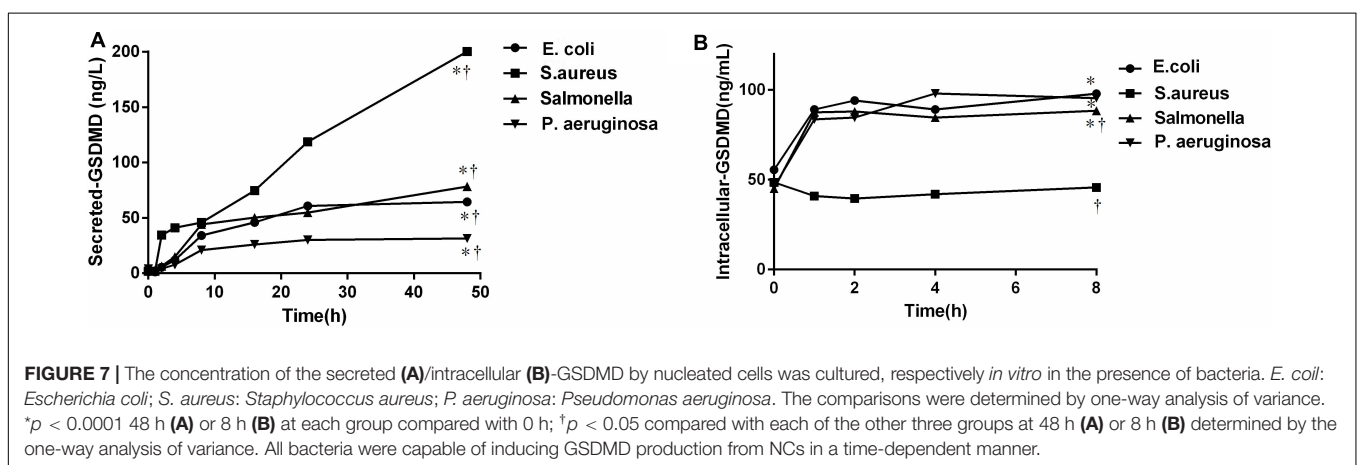 A
200
150
100
50
0
0 10 20 30 40 50
Secreted-GSDMD (ng/L)
Time(h)
E. coli
S.aureus
Salmonella
P. aeruginosa
*†
*†
*†
*†
B
100
50
0
0 2 4 6 8
Intracellular-GSDMD(ng/mL)
Time(h)
E.coli
S.aureus
Salmonella
P. aeruginosa
*
*
*†
†
FIGURE 7 | The concentration of the secreted (A)/intracellular (B)-GSDMD by nucleated cells was cultured, respectively in vitro in the presence of bacteria. E. coil:
Escherichia coli; S. aureus: Staphylococcus aureus; P. aeruginosa: Pseudomonas aeruginosa. The comparisons were determined by one-way analysis of variance.
*p < 0.0001 48 h (A) or 8 h (B) at each group compared with 0 h; †p < 0.05 compared with each of the other three groups at 48 h (A) or 8 h (B) determined by the
one-way analysis of variance. All bacteria were capable of inducing GSDMD production from NCs in a time-dependent manner.